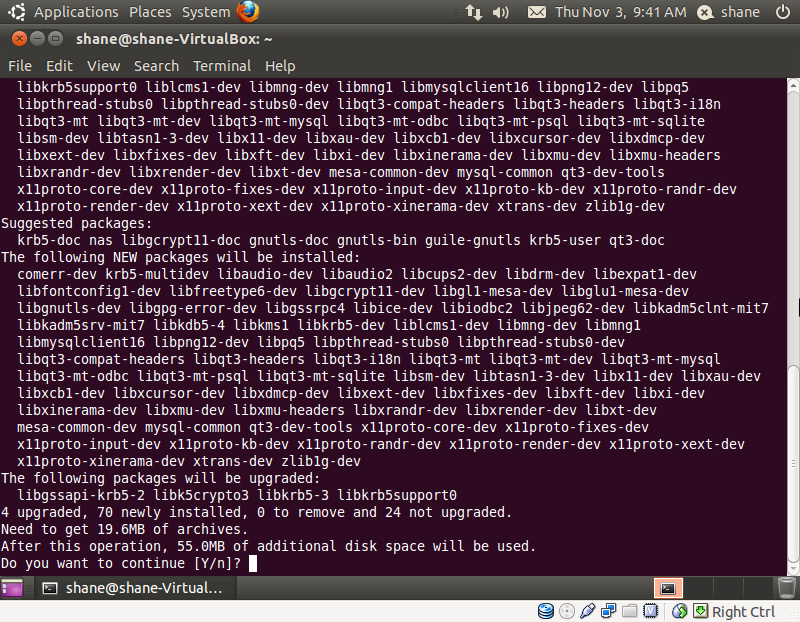 Applications Places System Thu Nov 3, 9:41 AM shane
shane@shane-VirtualBox: ~
File Edit View Search Terminal Help
libkrb5support0 liblcms1-dev libmng-dev libmng1 libmysqlclient16 libpng12-dev libpq5
libpthread-stubs0 libpthread-stubs0-dev libqt3-compat-headers libqt3-headers libqt3-i18n
libqt3-mt libqt3-mt-dev libqt3-mt-mysql libqt3-mt-odbc libqt3-mt-psql libqt3-mt-sqlite
libsm-dev libtasn1-3-dev libx11-dev libxau-dev libxcb1-dev libxcursor-dev libxdmcp-dev
libxext-dev libxfixes-dev libxft-dev libxi-dev libxinerama-dev libxmu-dev libxmu-headers
libxrandr-dev libxrender-dev libxt-dev mesa-common-dev mysql-common qt3-dev-tools
x11proto-core-dev x11proto-fixes-dev x11proto-input-dev x11proto-kb-dev x11proto-randr-dev
x11proto-render-dev x11proto-xext-dev x11proto-xinerama-dev xtrans-dev zlib1g-dev
Suggested packages:
krb5-doc nas libgcrypt11-doc gnutls-doc gnutls-bin guile-gnutls krb5-user qt3-doc
The following NEW packages will be installed:
comerr-dev krb5-multidev libaudio-dev libaudio2 libcups2-dev libdrm-dev libexpat1-dev
libfontconfig1-dev libfreetype6-dev libgcrypt11-dev libgl1-mesa-dev libglu1-mesa-dev
libgnutls-dev libgpg-error-dev libgssrpc4 libice-dev libiodbc2 libjpeg62-dev libkadm5clnt-mit7
libkadm5srv-mit7 libkdb5-4 libkms1 libkrb5-dev liblcms1-dev libmng-dev libmng1
libmysqlclient16 libpng12-dev libpq5 libpthread-stubs0 libpthread-stubs0-dev
libqt3-compat-headers libqt3-headers libqt3-i18n libqt3-mt libqt3-mt-dev libqt3-mt-mysql
libqt3-mt-odbc libqt3-mt-psql libqt3-mt-sqlite libsm-dev libtasn1-3-dev libx11-dev libxau-dev
libxcb1-dev libxcursor-dev libxdmcp-dev libxext-dev libxfixes-dev libxft-dev libxi-dev
libxinerama-dev libxmu-dev libxmu-headers libxrandr-dev libxrender-dev libxt-dev
mesa-common-dev mysql-common qt3-dev-tools x11proto-core-dev x11proto-fixes-dev
x11proto-input-dev x11proto-kb-dev x11proto-randr-dev x11proto-render-dev x11proto-xext-dev
x11proto-xinerama-dev xtrans-dev zlib1g-dev
The following packages will be upgraded:
libgssapi-krb5-2 libk5crypto3 libkrb5-3 libkrb5support0
4 upgraded, 70 newly installed, 0 to remove and 24 not upgraded.
Need to get 19.6MB of archives.
After this operation, 55.0MB of additional disk space will be used.
Do you want to continue [Y/n]?
shane@shane-Virtual...
Right Ctrl